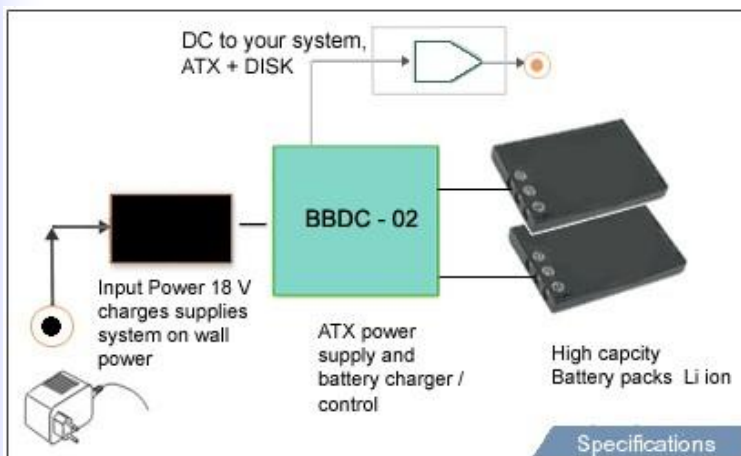 DC to your system,
ATX + DISK
BBDC - 02
Input Power 18 V
charges supplies
system on wall
power
ATX power
supply and
battery charger /
control
High capcity
Battery packs Li ion
Specifications